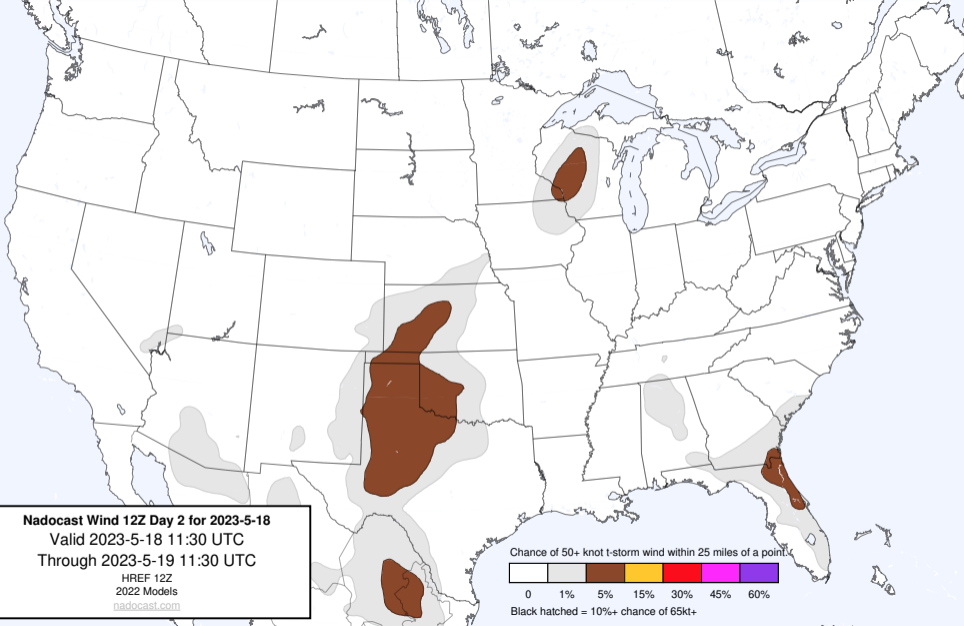 Nadocast Wind 12Z Day 2 for 2023-5-18
Valid 2023-5-18 11:30 UTC
Through 2023-5-19 11:30 UTC
HREF 12Z
2022 Models
nadocast.com
Chance of 50+ knot t-storm wind within 25 miles of a point.
0 1% 5% 15% 30% 45% 60%
Black hatched = 10%+ chance of 65kt+